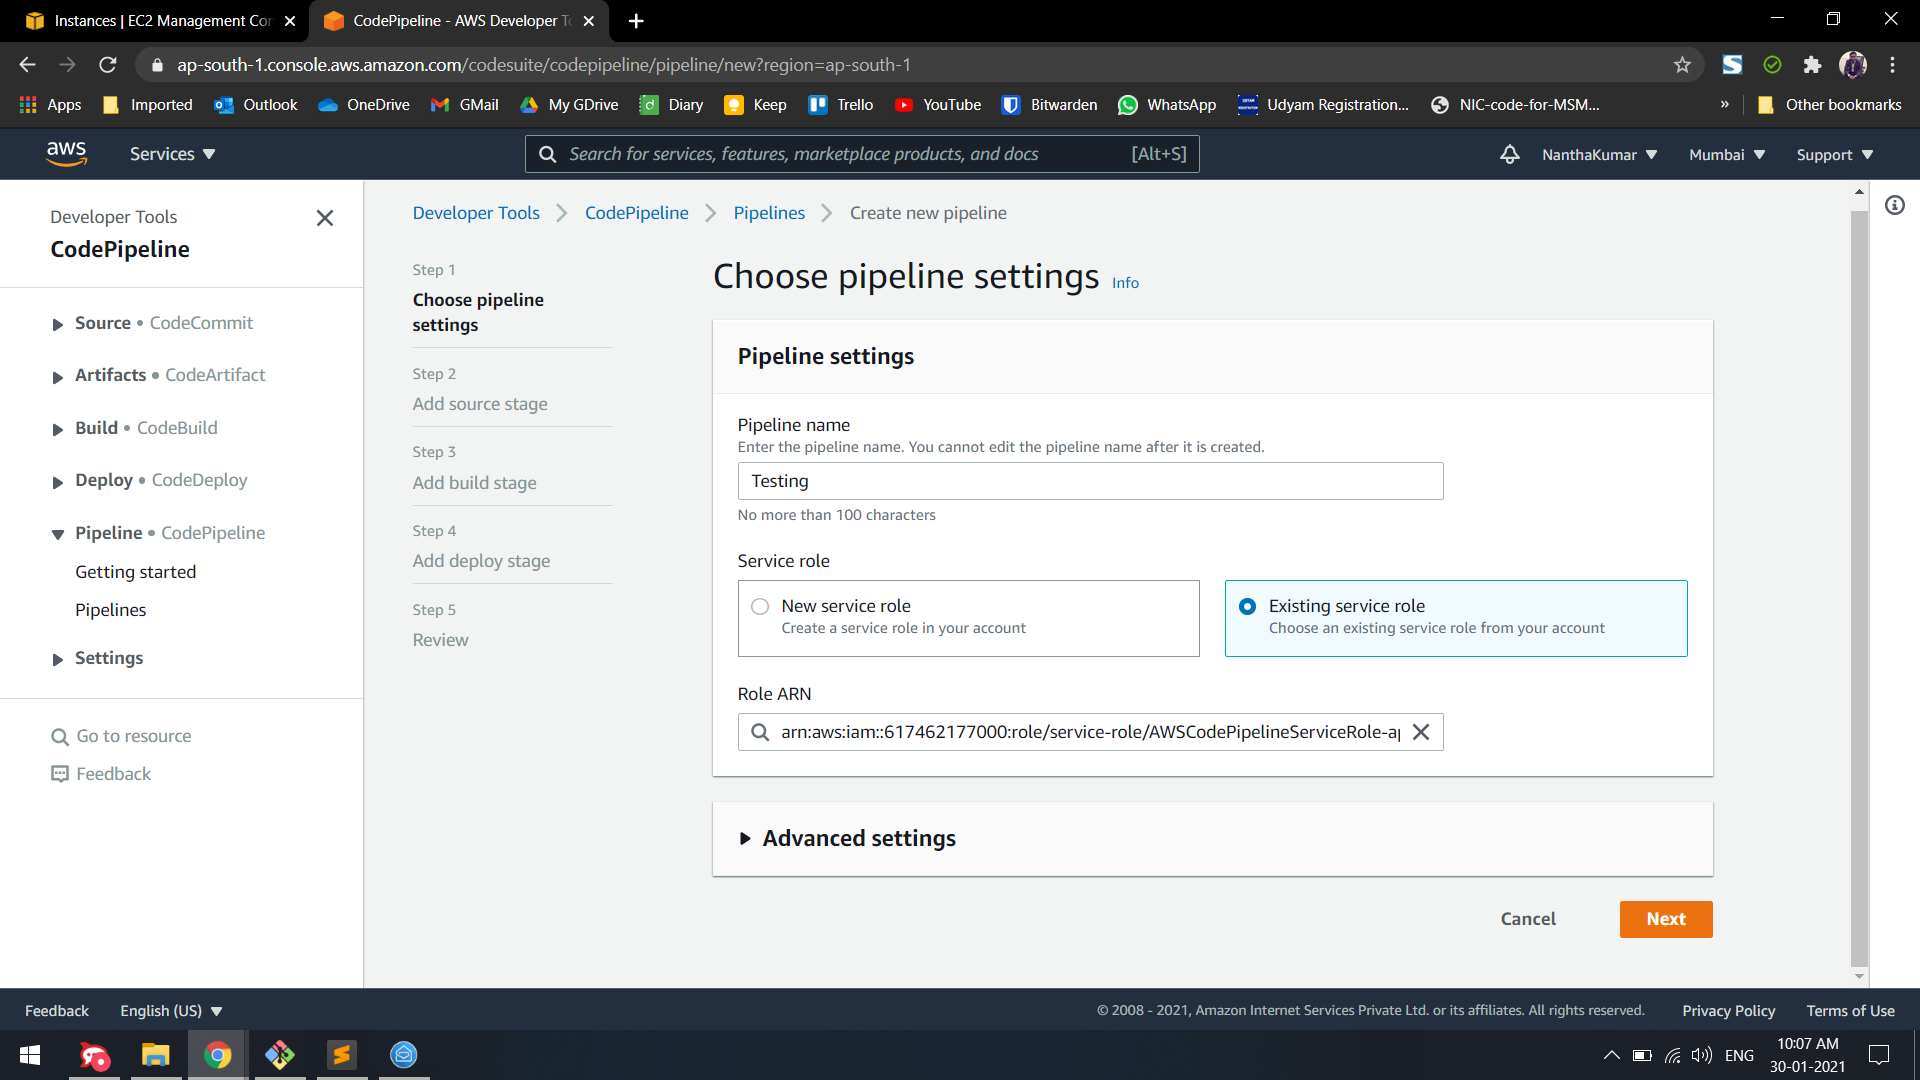 Instances | EC2 Management Con
CodePipeline - AWS Developer To
ap-south-1.console.aws.amazon.com/codesuite/codepipeline/pipeline/new?region=ap-south-1
Apps Imported Outlook OneDrive GMail My GDrive Diary Keep Trello YouTube Bitwarden WhatsApp Udyam Registration... NIC-code-for-MSM... » Other bookmarks
aws Services Search for services, features, marketplace products, and docs [Alt+S] NanthaKumar Mumbai Support
Developer Tools
CodePipeline
Source • CodeCommit
Artifacts • CodeArtifact
Build • CodeBuild
Deploy • CodeDeploy
Pipeline • CodePipeline
Getting started
Pipelines
Settings
Go to resource
Feedback
Developer Tools CodePipeline Pipelines Create new pipeline
Step 1
Choose pipeline
settings
Step 2
Add source stage
Step 3
Add build stage
Step 4
Add deploy stage
Step 5
Review
Choose pipeline settings Info
Pipeline settings
Pipeline name
Enter the pipeline name. You cannot edit the pipeline name after it is created.
Testing
No more than 100 characters
Service role
New service role
Create a service role in your account
Existing service role
Choose an existing service role from your account
Role ARN
arn:aws:iam::617462177000:role/service-role/AWSCodePipelineServiceRole-ap
Advanced settings
Cancel Next
Feedback English (US) © 2008 - 2021, Amazon Internet Services Private Ltd. or its affiliates. All rights reserved. Privacy Policy Terms of Use
ENG
10:07 AM
30-01-2021